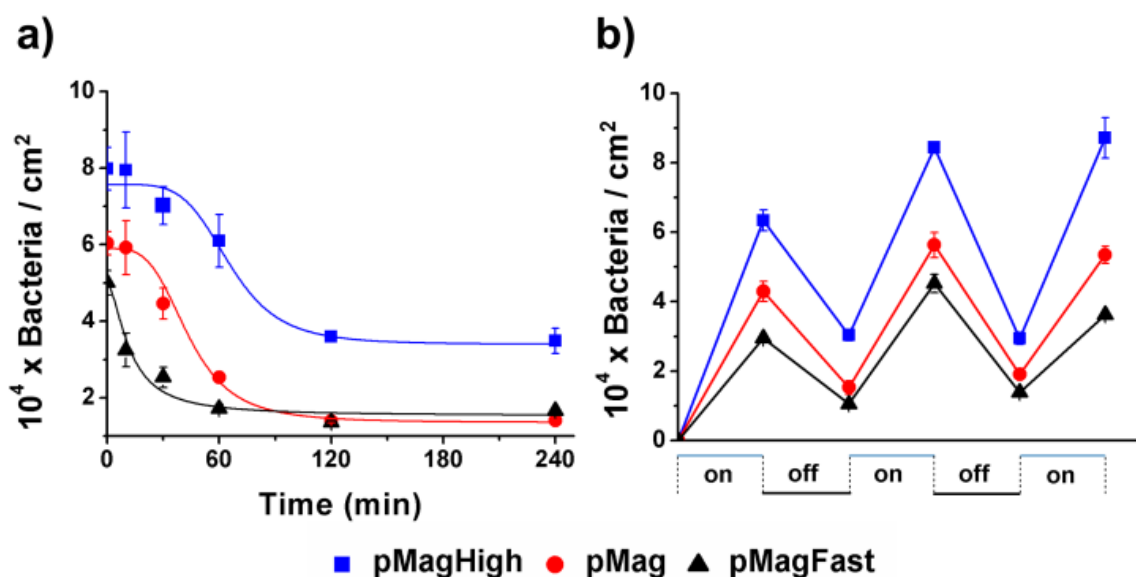 a)
10⁴ x Bacteria / cm²
10
8
6
4
2
0 60 120 180 240
Time (min)
b)
10⁴ x Bacteria / cm²
10
8
6
4
2
0
on off on off on
pMagHigh pMag pMagFast